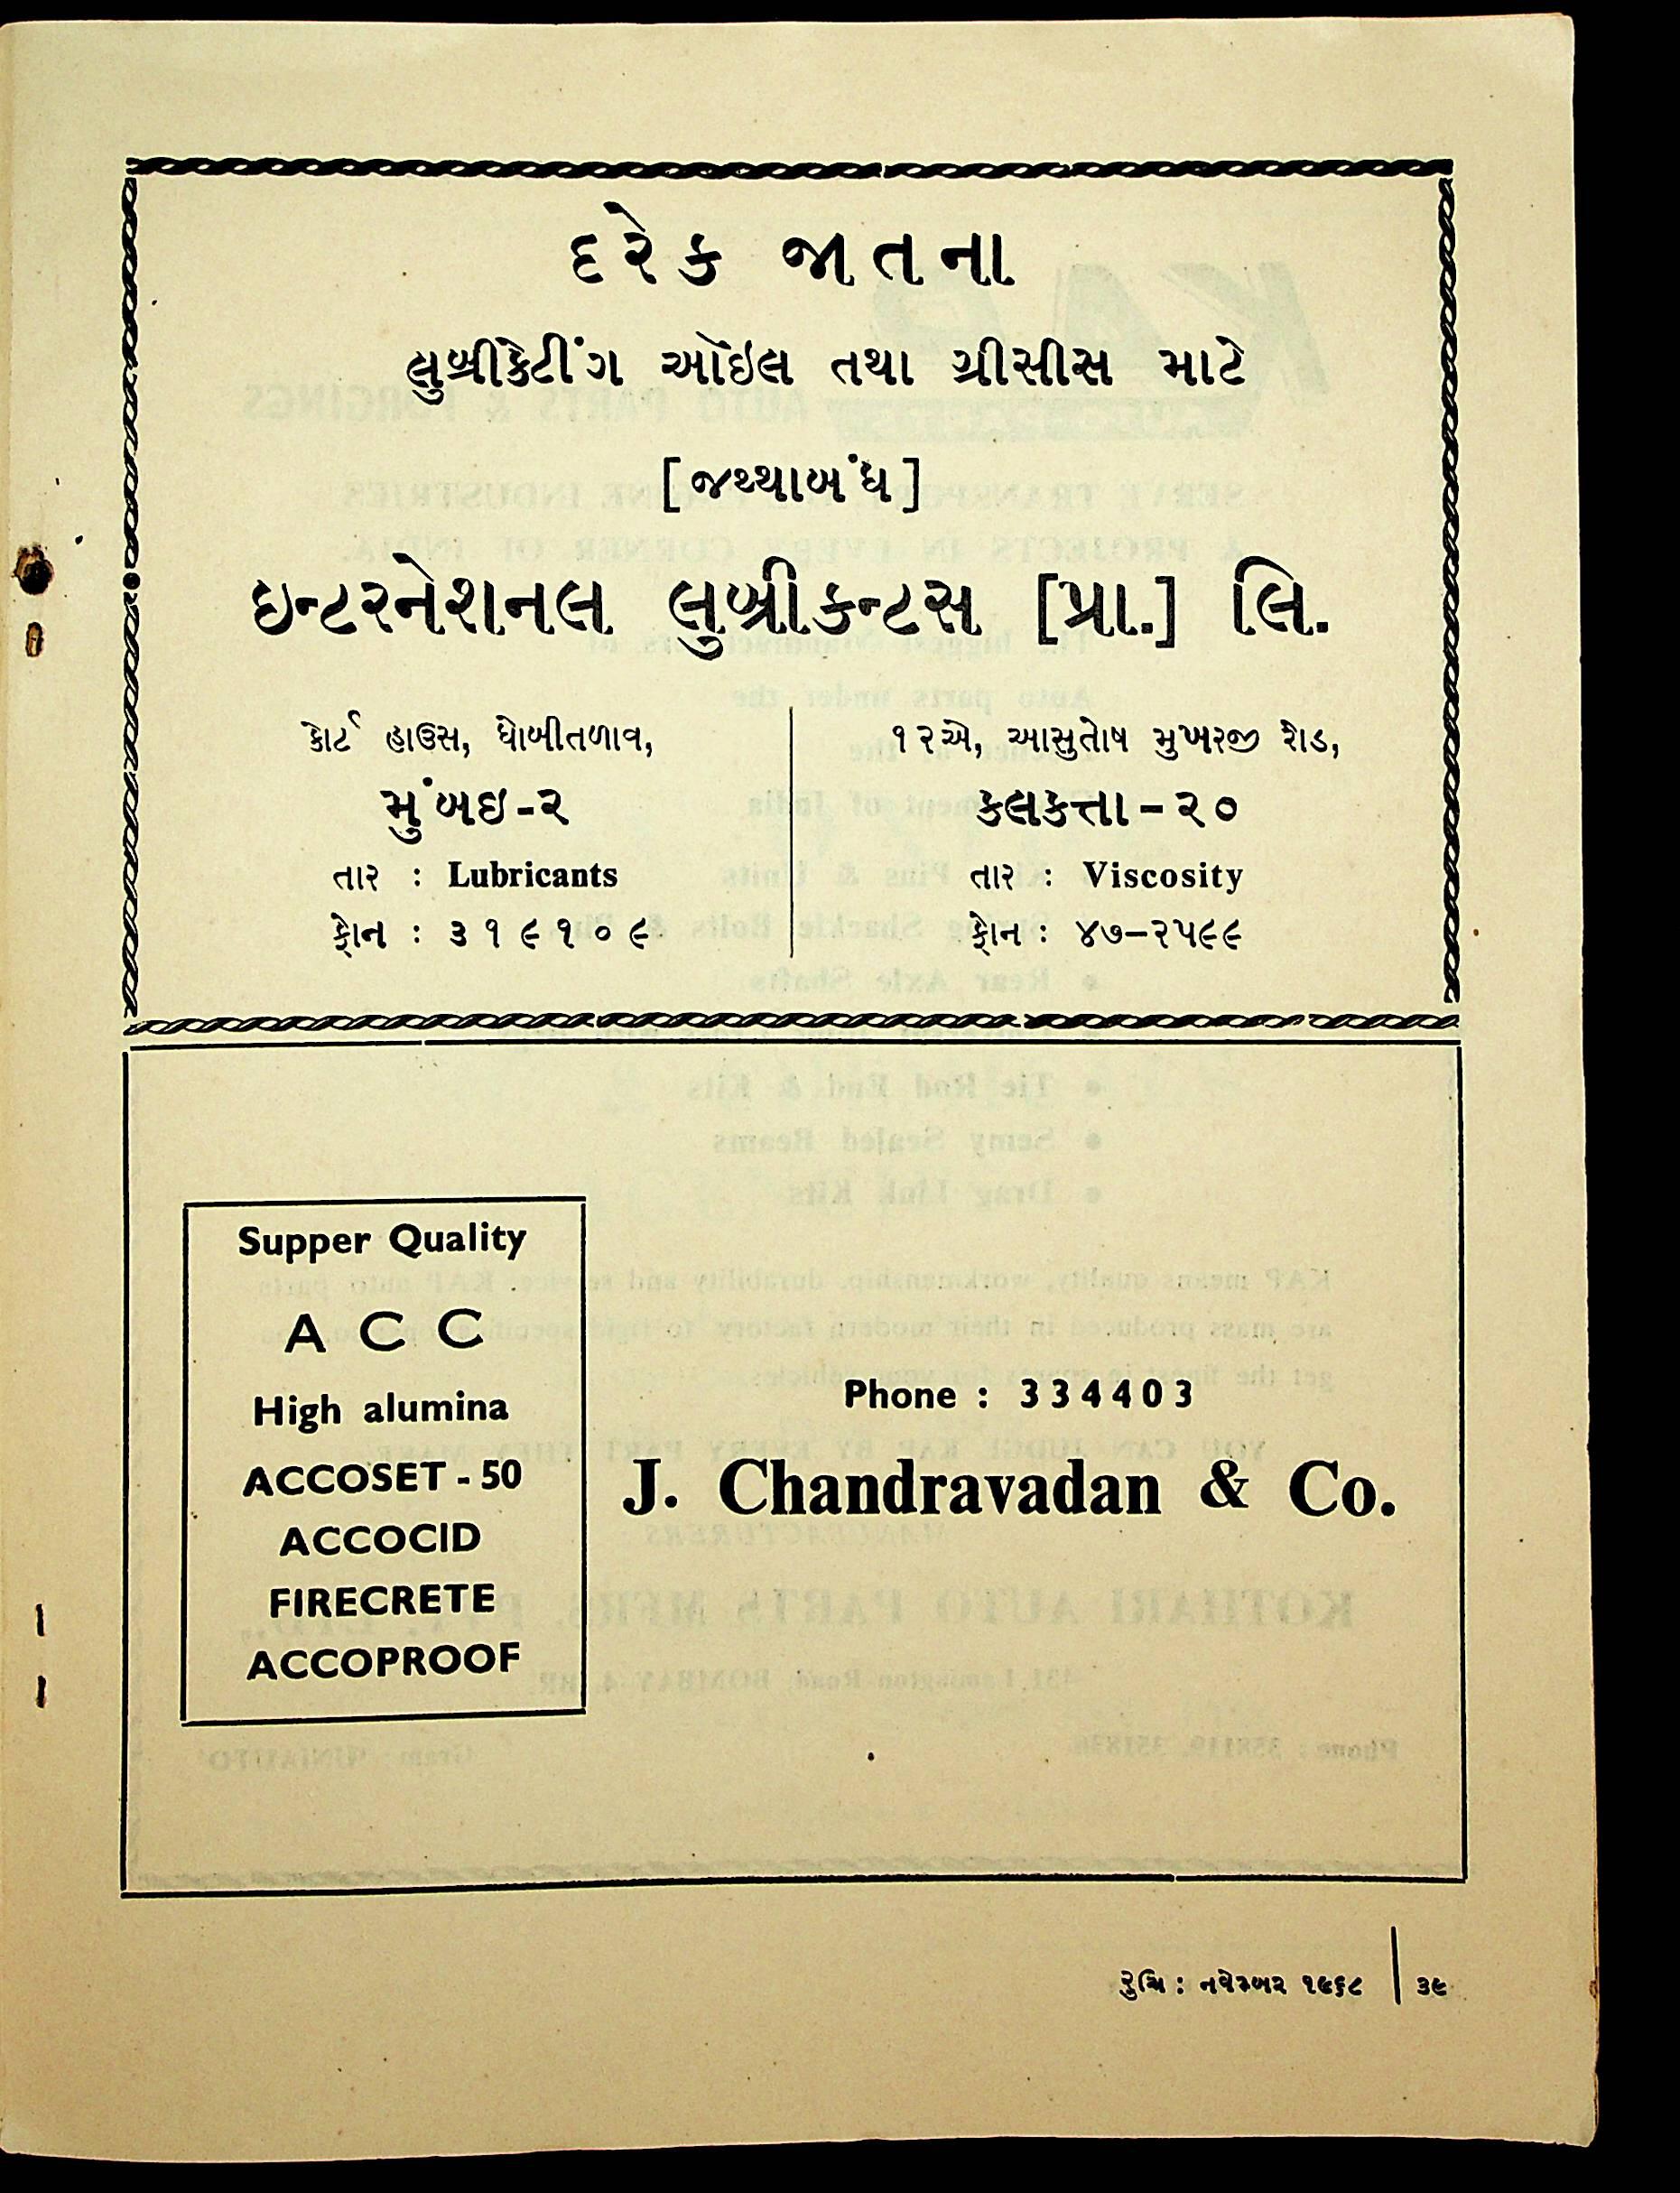 દરેક જાતના
લુબ્રીકેટીંગ ઑઇલ તથા ગ્રીસીસ માટે
[જથ્થાબંધ]
ઇન્ટરનેશનલ લુબ્રીકન્ટસ [પ્રા.] લિ.
કોર્ટ હાઉસ, ધોબીતળાવ,
મુંબઇ-૨
તાર : Lubricants
ફોન : ૩૧૯૧૦૯
૧૨એ, આસુતોષ મુખરજી રોડ,
કલકત્તા-૨૦
તાર : Viscosity
ફોન : ૪૭–૨૫૯૯
Supper Quality
A C C
High alumina
ACCOSET - 50
ACCOCID
FIRECRETE
ACCOPROOF
Phone : 334403
J. Chandravadan & Co.
રુચિ : નવેમ્બર ૧૯૬૮ | ૩૯